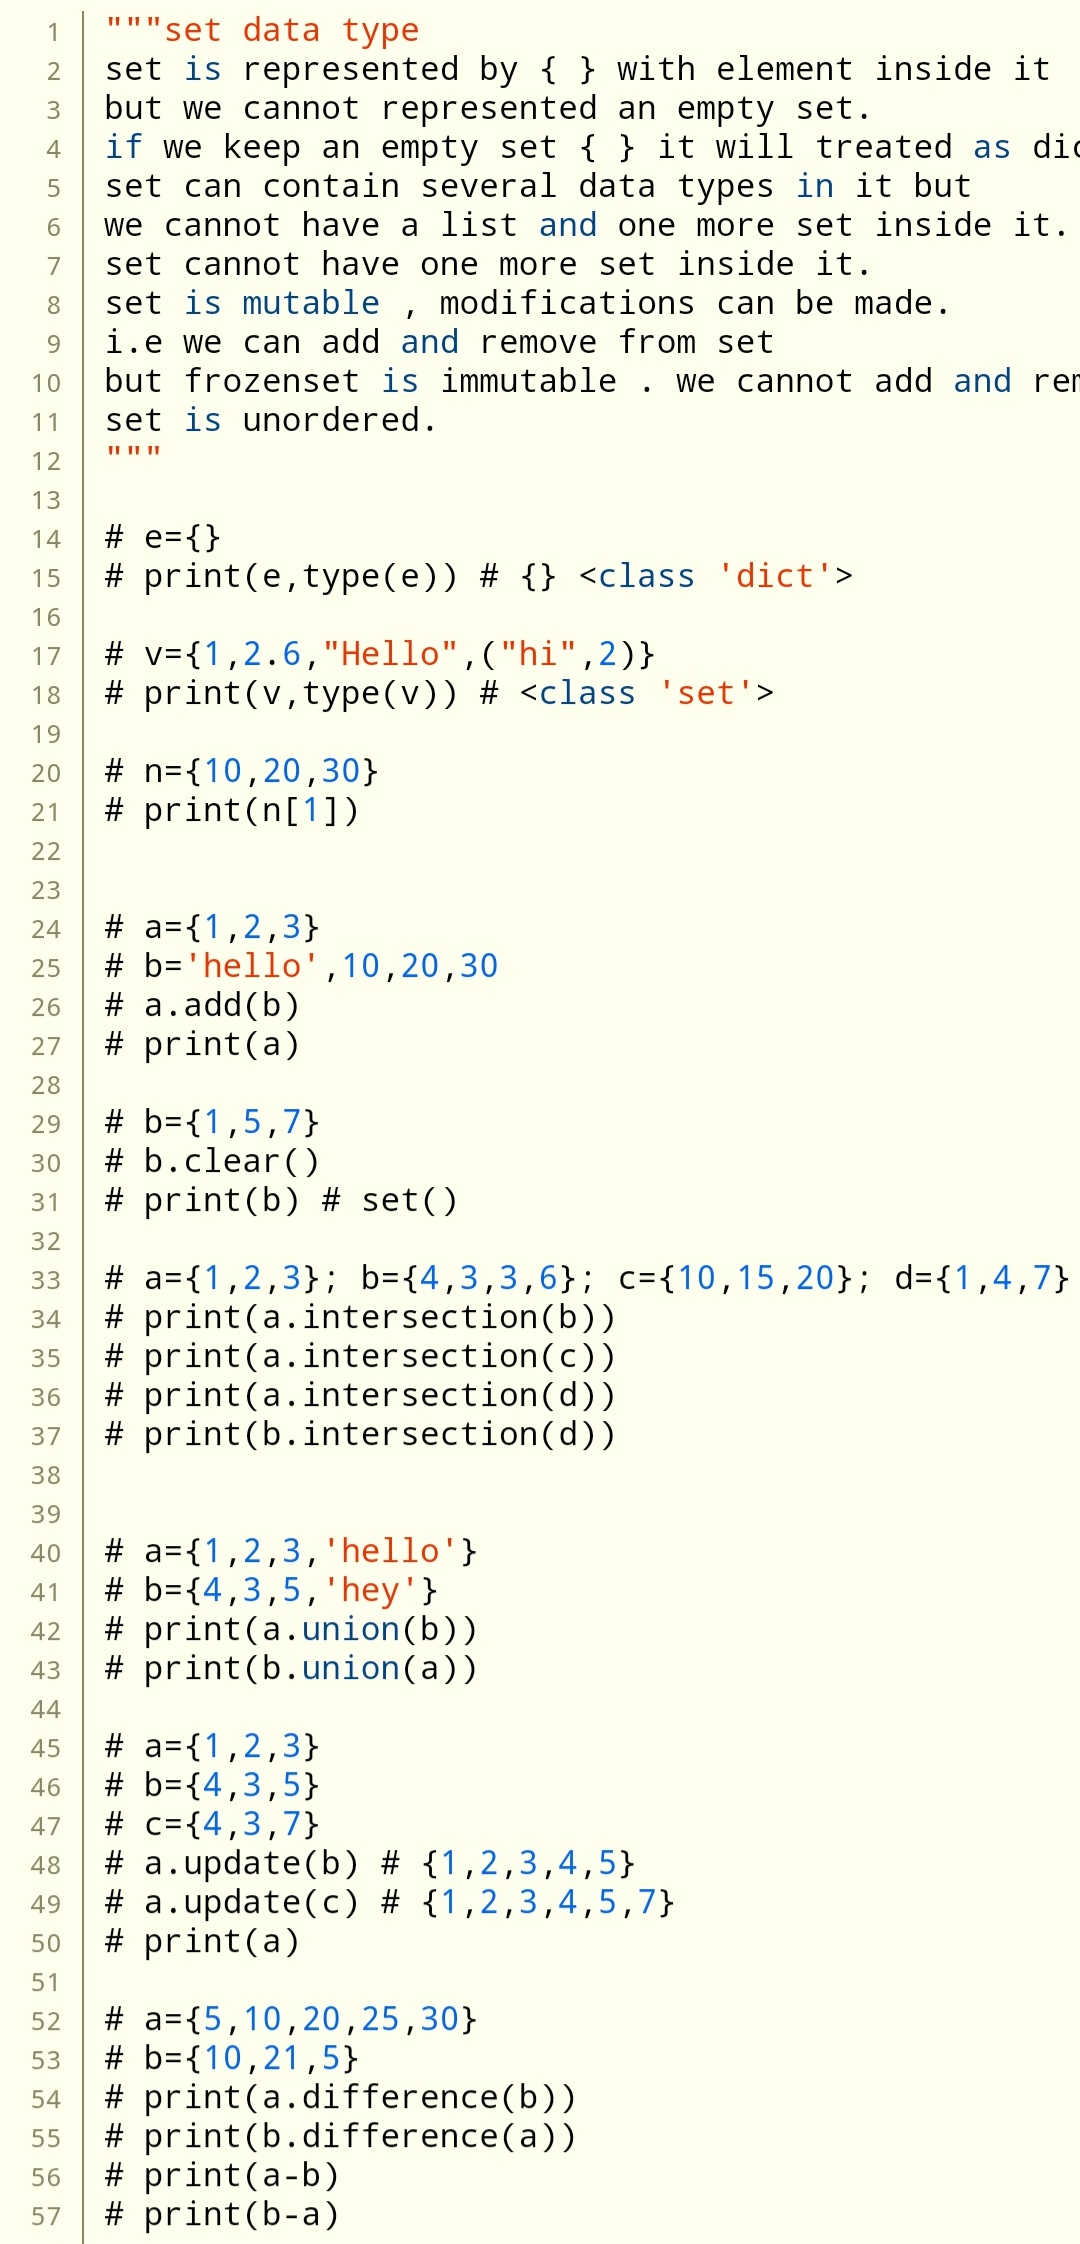 1 """set data type
2 set is represented by { } with element inside it
3 but we cannot represented an empty set.
4 if we keep an empty set { } it will treated as
5 set can contain several data types in it but
6 we cannot have a list and one more set inside it.
7 set cannot have one more set inside it.
8 set is mutable , modifications can be made.
9 i.e we can add and remove from set
10 but frozenset is immutable . we cannot add and
11 set is unordered.
12 """
13
14 # e={}
15 # print(e,type(e)) # {} <class 'dict'>
16
17 # v={1,2.6,"Hello",("hi",2)}
18 # print(v,type(v)) # <class 'set'>
19
20 # n={10,20,30}
21 # print(n[1])
22
23
24 # a={1,2,3}
25 # b='hello',10,20,30
26 # a.add(b)
27 # print(a)
28
29 # b={1,5,7}
30 # b.clear()
31 # print(b) # set()
32
33 # a={1,2,3}; b={4,3,3,6}; c={10,15,20}; d={1,4,7}
34 # print(a.intersection(b))
35 # print(a.intersection(c))
36 # print(a.intersection(d))
37 # print(b.intersection(d))
38
39
40 # a={1,2,3,'hello'}
41 # b={4,3,5,'hey'}
42 # print(a.union(b))
43 # print(b.union(a))
44
45 # a={1,2,3}
46 # b={4,3,5}
47 # c={4,3,7}
48 # a.update(b) # {1,2,3,4,5}
49 # a.update(c) # {1,2,3,4,5,7}
50 # print(a)
51
52 # a={5,10,20,25,30}
53 # b={10,21,5}
54 # print(a.difference(b))
55 # print(b.difference(a))
56 # print(a-b)
57 # print(b-a)